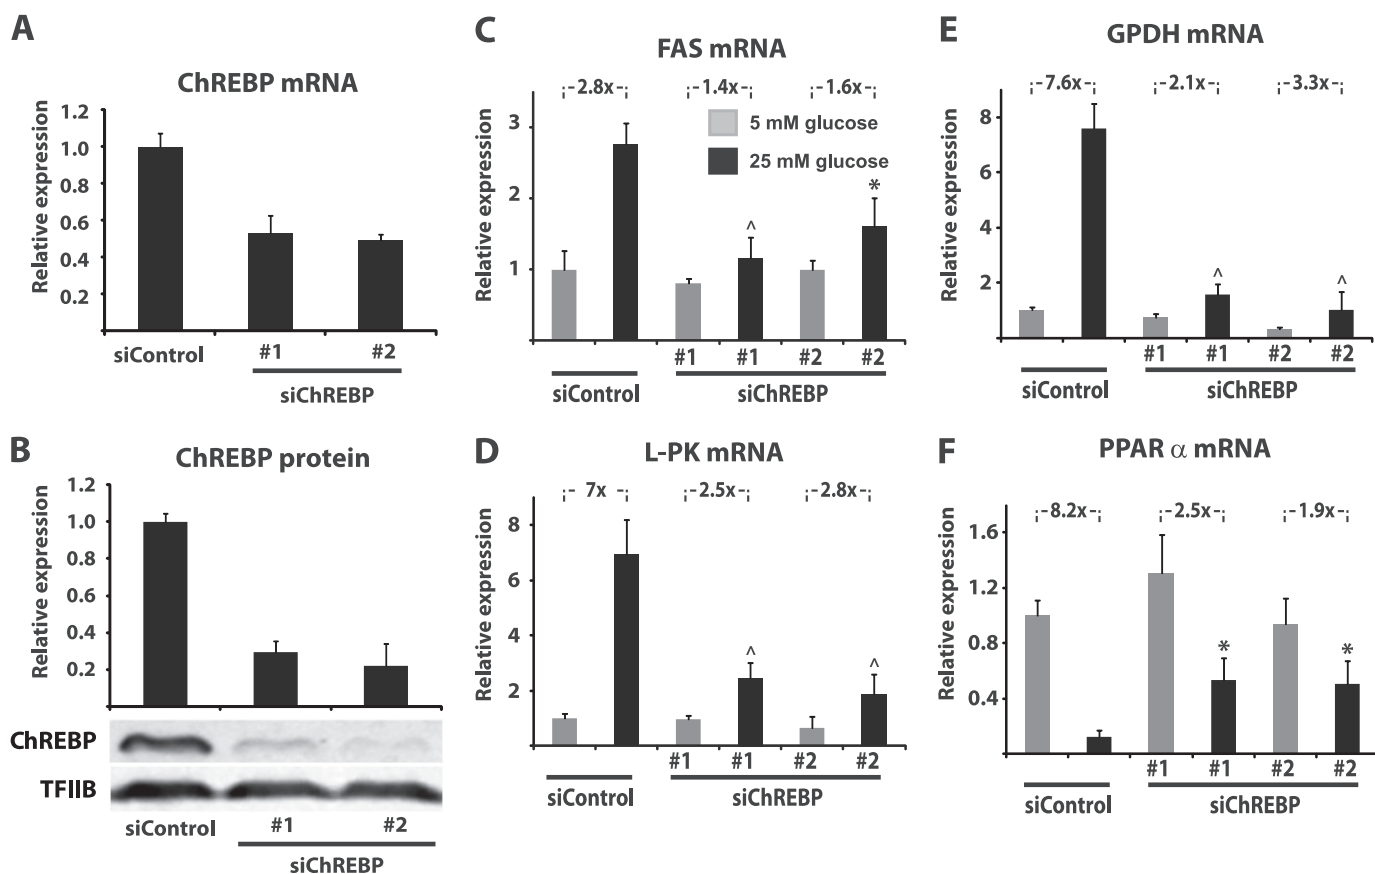 A
ChREBP mRNA
Relative expression
1.2
1.0
0.8
0.6
0.4
0.2
siControl #1 #2
siChREBP
B
ChREBP protein
Relative expression
1.2
1.0
0.8
0.6
0.4
0.2
ChREBP
TFIIB
siControl #1 #2
siChREBP
C
FAS mRNA
2.8x 1.4x 1.6x
5 mM glucose
25 mM glucose
Relative expression
3
2
1
^ *
#1 #1 #2 #2
siControl siChREBP
D
L-PK mRNA
7x 2.5x 2.8x
Relative expression
8
6
4
2
^ ^
#1 #1 #2 #2
siControl siChREBP
E
GPDH mRNA
7.6x 2.1x 3.3x
Relative expression
8
6
4
2
^ ^
#1 #1 #2 #2
siControl siChREBP
F
PPAR α mRNA
8.2x 2.5x 1.9x
Relative expression
1.6
1.2
0.8
0.4
* *
#1 #1 #2 #2
siControl siChREBP